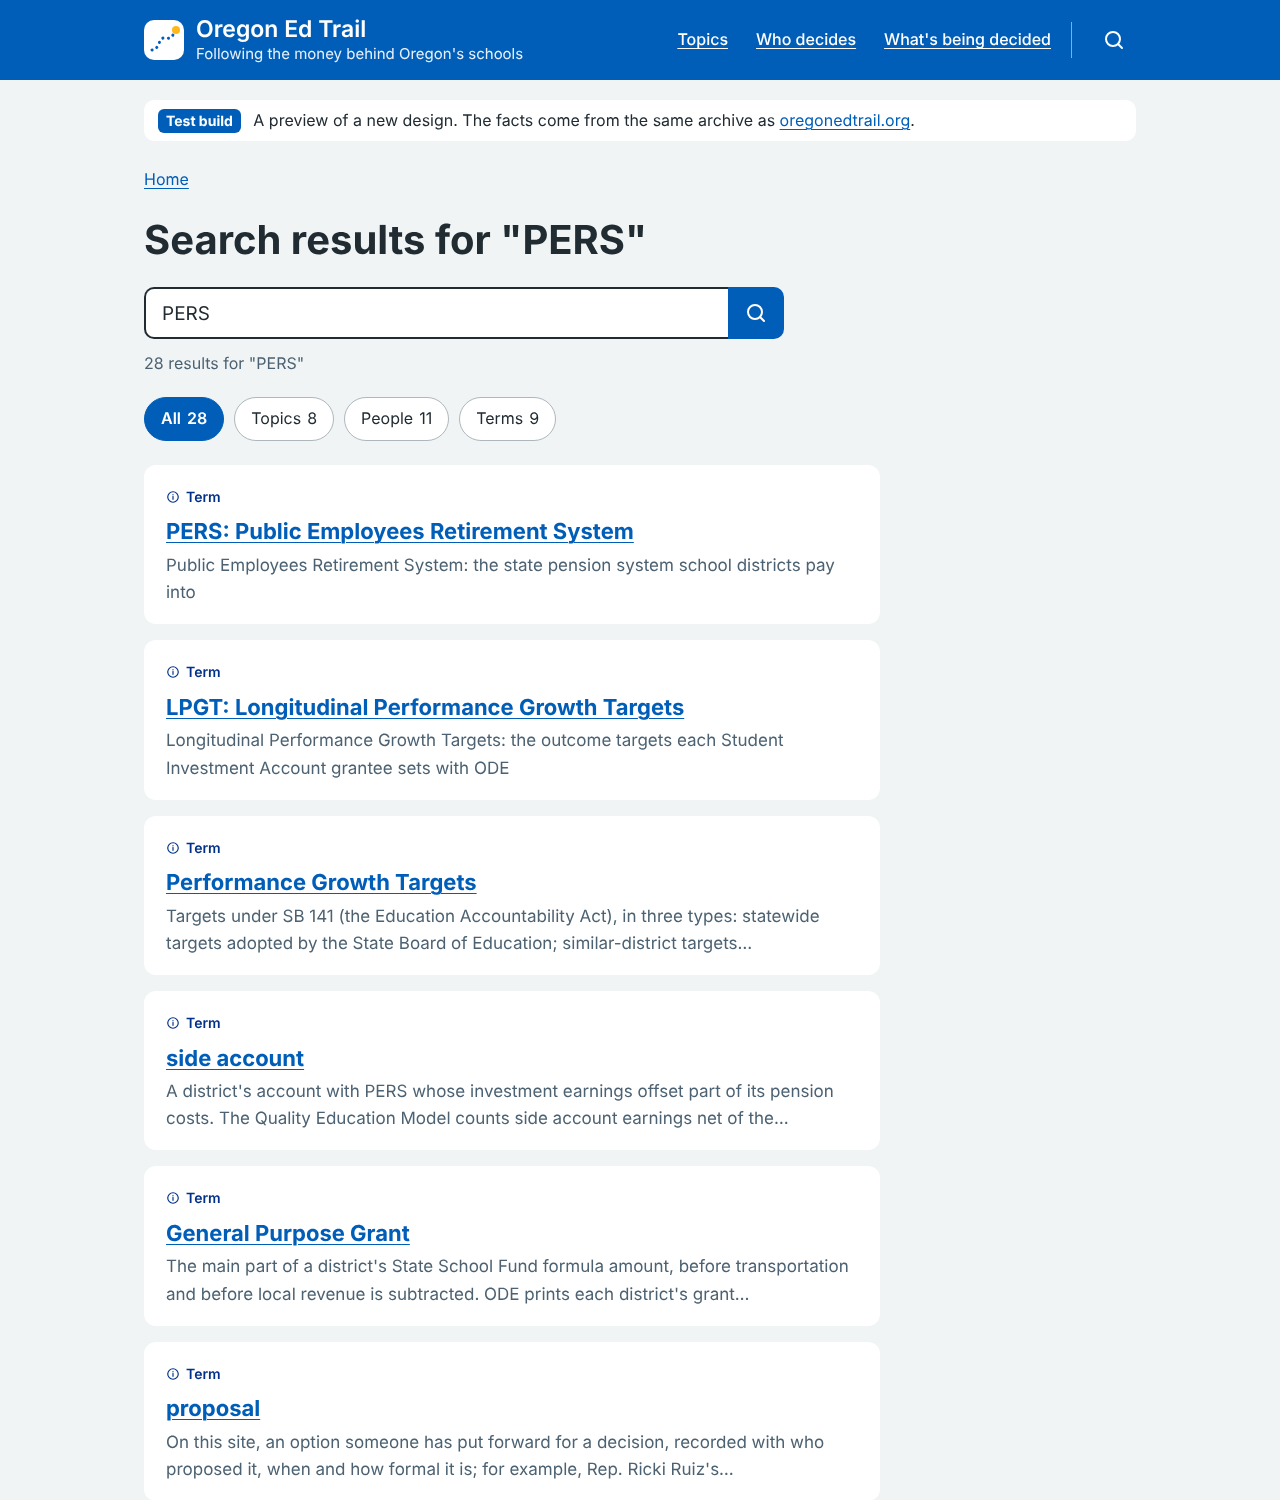 Oregon Ed Trail
Following the money behind Oregon's schools
Topics
Who decides
What's being decided
Test build
A preview of a new design. The facts come from the same archive as oregonedtrail.org.
Home
Search results for "PERS"
PERS
28 results for "PERS"
All 28
Topics 8
People 11
Terms 9
Term
PERS: Public Employees Retirement System
Public Employees Retirement System: the state pension system school districts pay
into
Term
LPGT: Longitudinal Performance Growth Targets
Longitudinal Performance Growth Targets: the outcome targets each Student
Investment Account grantee sets with ODE
Term
Performance Growth Targets
Targets under SB 141 (the Education Accountability Act), in three types: statewide
targets adopted by the State Board of Education; similar-district targets...
Term
side account
A district's account with PERS whose investment earnings offset part of its pension
costs. The Quality Education Model counts side account earnings net of the...
Term
General Purpose Grant
The main part of a district's State School Fund formula amount, before transportation
and before local revenue is subtracted. ODE prints each district's grant...
Term
proposal
On this site, an option someone has put forward for a decision, recorded with who
proposed it, when and how formal it is; for example, Rep. Ricki Ruiz's...